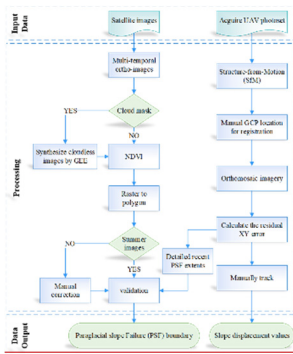 Input
Data
Satellite images
Acquire UAV photoset
Processing
Multi-temporal
ortho-images
Structure-from-Motion
(SfM)
Cloud mask
YES
NO
Manual GCP location
for registration
Synthesize cloudless
images by GEE
NDVI
Orthomosaic imagery
Raster to
polygon
Calculate the residual
XY error
Summer
images
NO
YES
Detailed recent
PSF extents
Manual
correction
validation
Manually track
Data
Output
Paraglacial slope Failure (PSF) boundary
Slope displacement values